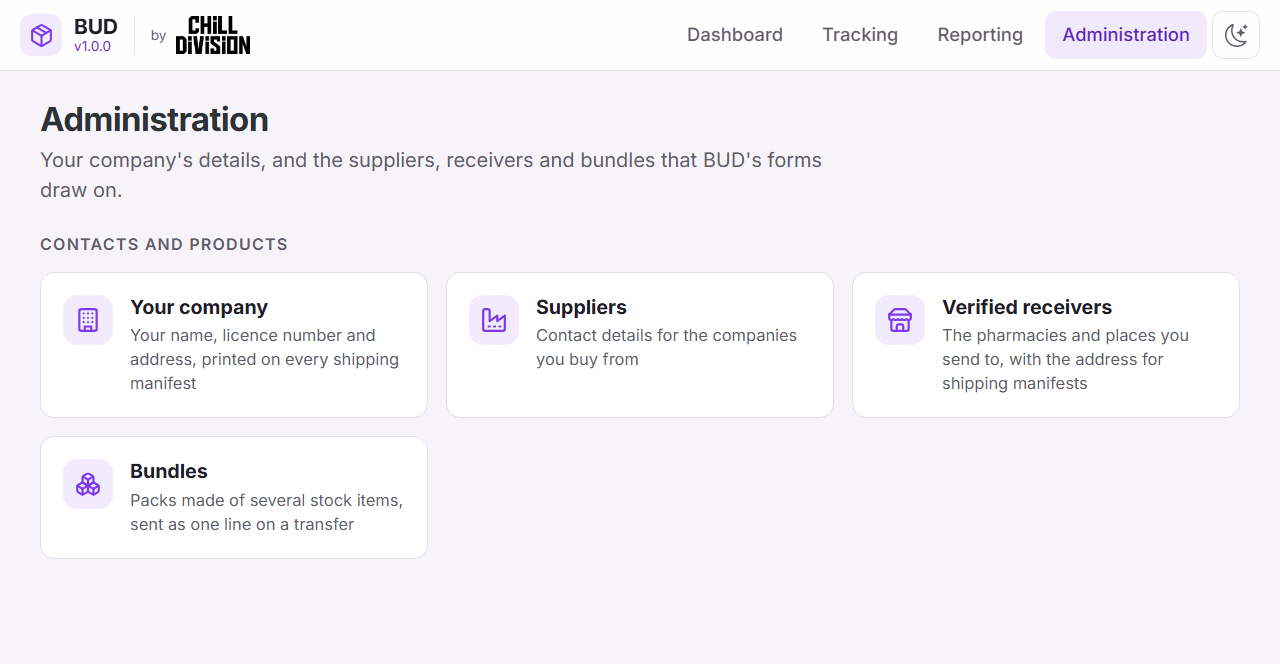 BUD
v1.0.0
by
CHiLL
DiViSiON
Dashboard
Tracking
Reporting
Administration
Administration
Your company's details, and the suppliers, receivers and bundles that BUD's forms
draw on.
CONTACTS AND PRODUCTS
Your company
Your name, licence number and
address, printed on every shipping
manifest
Suppliers
Contact details for the companies
you buy from
Verified receivers
The pharmacies and places you
send to, with the address for
shipping manifests
Bundles
Packs made of several stock items,
sent as one line on a transfer